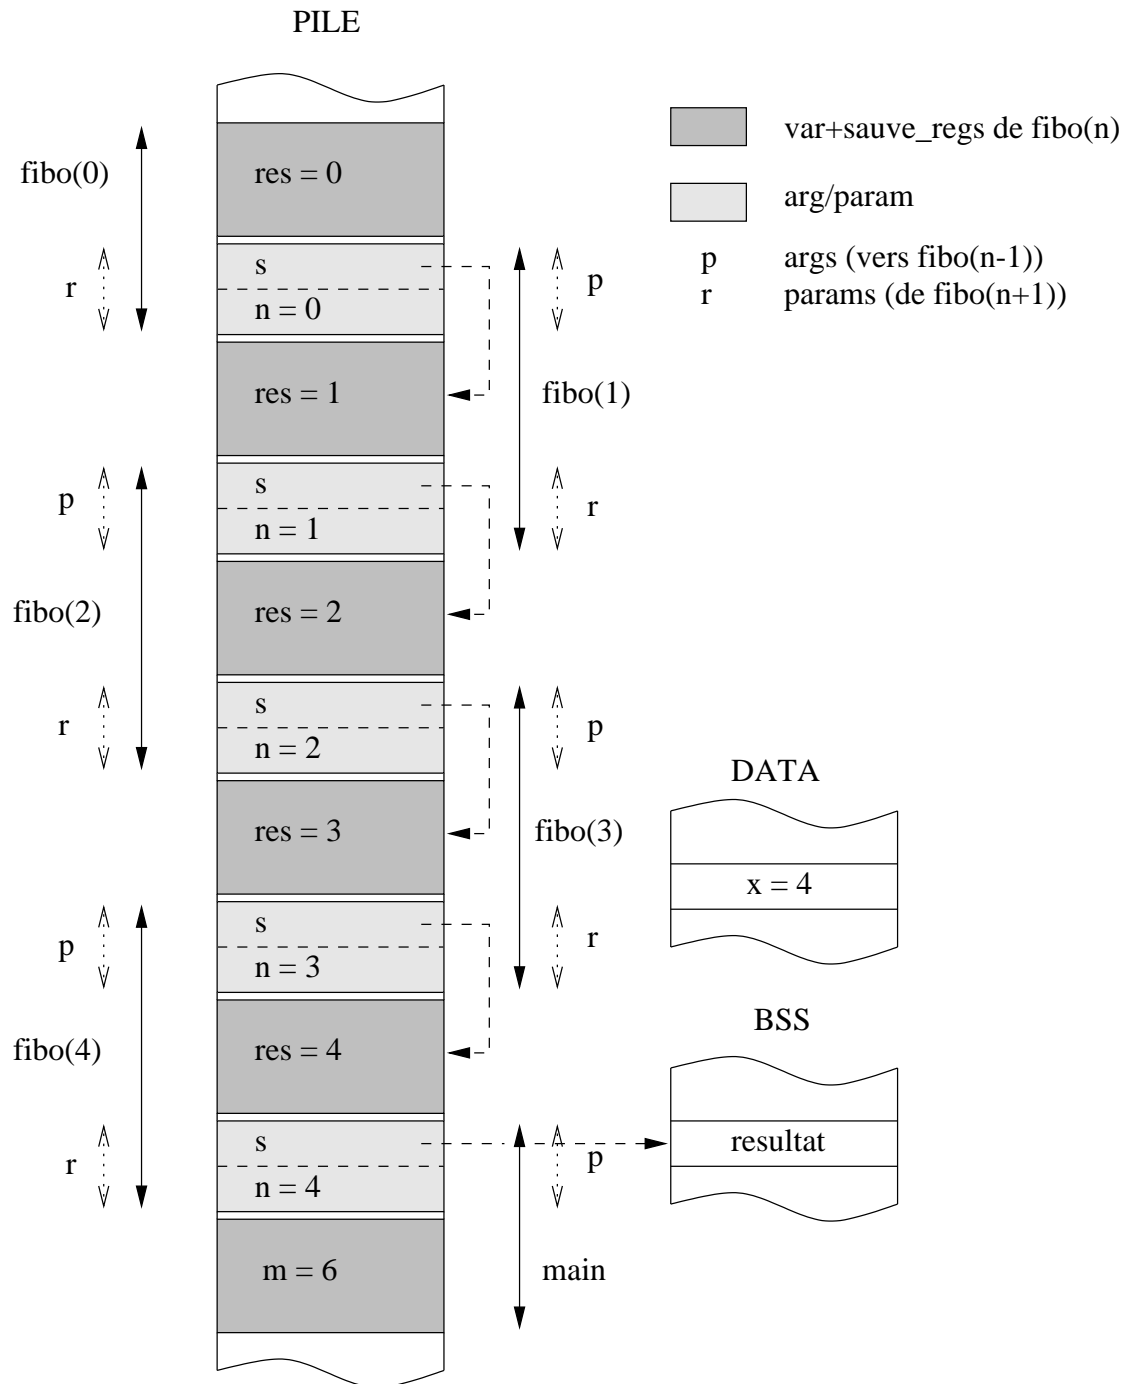 PILE
var+sauve_regs de fibo(n)
fibo(0)
res = 0
arg/param
s
p
args (vers fibo(n-1))
r
n = 0
p
r
params (de fibo(n+1))
res = 1
fibo(1)
p
s
r
n = 1
fibo(2)
res = 2
r
s
p
n = 2
DATA
res = 3
fibo(3)
x = 4
p
s
r
n = 3
BSS
fibo(4)
res = 4
r
s
p
resultat
n = 4
m = 6
main